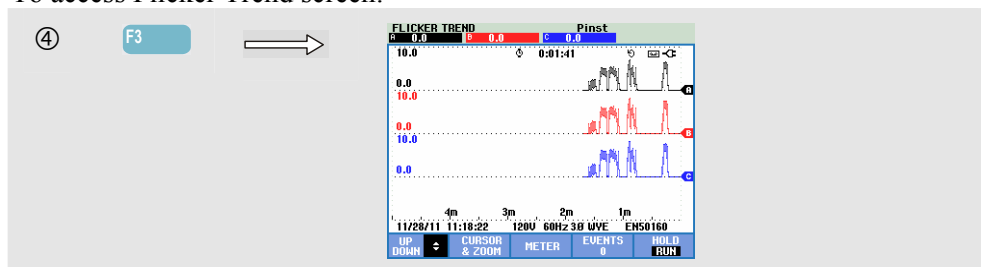 To access Flicker Trend screen:
④ F3
FLICKER TREND Pinst
A 0.0 B 0.0 C 0.0
10.0 0:01:41
0.0 A
10.0
0.0 B
10.0
0.0 C
4m 3m 2m 1m
11/28/11 11:18:22 120V 60Hz 3Ø WYE EN50160
UP DOWN CURSOR & ZOOM METER EVENTS 0 HOLD RUN